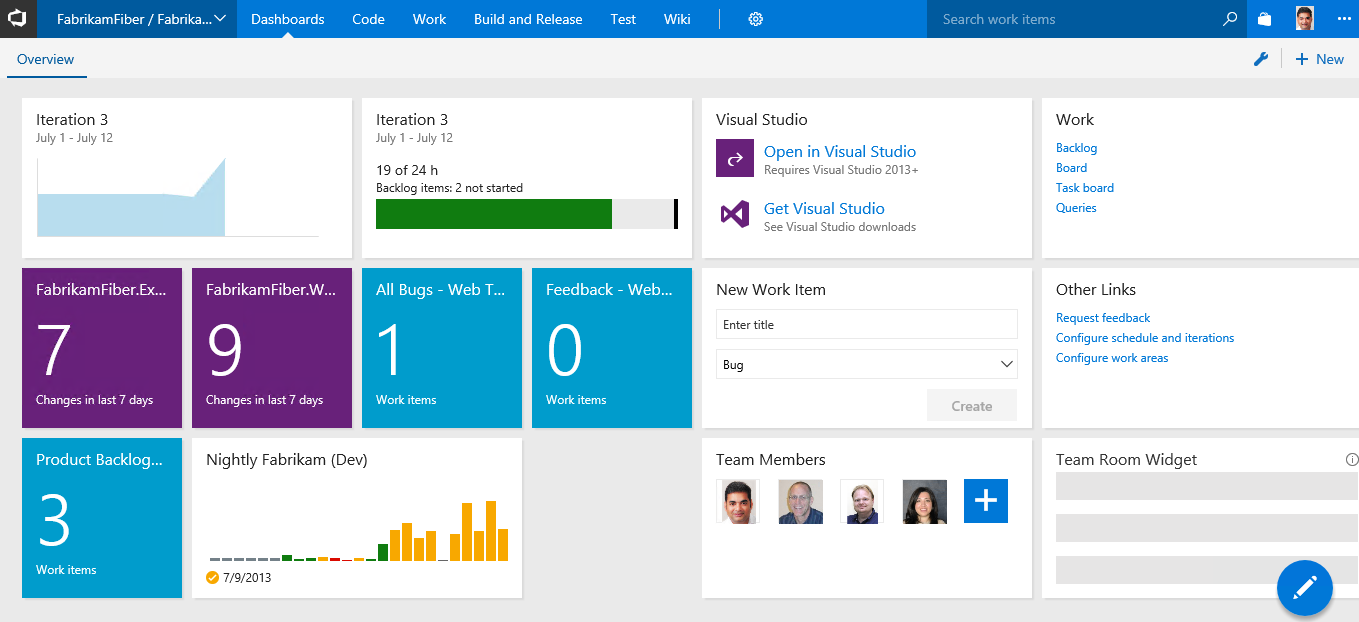 FabrikamFiber / Fabrika...
Dashboards
Code
Work
Build and Release
Test
Wiki
Search work items
Overview
New
Iteration 3
July 1 - July 12
Iteration 3
July 1 - July 12
19 of 24 h
Backlog items: 2 not started
Visual Studio
Open in Visual Studio
Requires Visual Studio 2013+
Get Visual Studio
See Visual Studio downloads
Work
Backlog
Board
Task board
Queries
FabrikamFiber.Ex...
7
Changes in last 7 days
FabrikamFiber.W...
9
Changes in last 7 days
All Bugs - Web T...
1
Work items
Feedback - Web...
0
Work items
New Work Item
Enter title
Bug
Create
Other Links
Request feedback
Configure schedule and iterations
Configure work areas
Product Backlog...
3
Work items
Nightly Fabrikam (Dev)
7/9/2013
Team Members
Team Room Widget